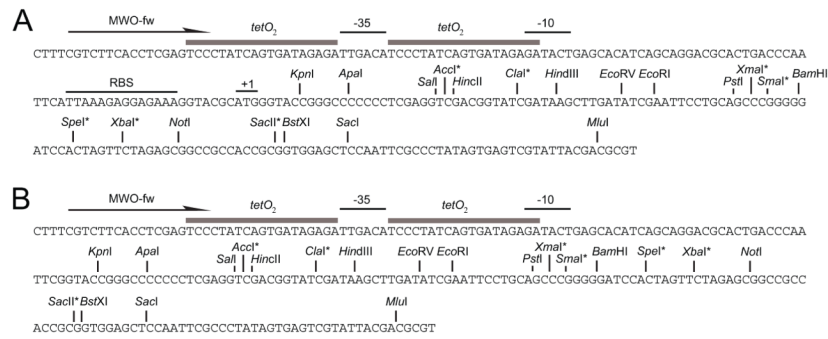 A
MWO-fw tetO2 -35 tetO2 -10
CTTTCGTCTTCACCTCGAGTCCCTATCAGTGATAGAGATTGACATCCCTATCAGTGATAGAGATACTGAGCACATCAGCAGGACGCACTGACCCAA
RBS +1 KpnI ApaI SalI AccI* HincII ClaI* HindIII EcoRV EcoRI PstI XmaI* SmaI* BamHI
TTCATTAAAGAGGAGAAAGGTACGCATGGGTACCGGGCCCCCCCTCGAGGTCGACGGTATCGATAAGCTTGATATCGAATTCCTGCAGCCCGGGGG
SpeI* XbaI* NotI SacII* BstXI SacI MluI
ATCCACTAGTTCTAGAGCGGCCGCCACCGCGGTGGAGCTCCAATTCGCCCTATAGTGAGTCGTATTACGACGCGT
B
MWO-fw tetO2 -35 tetO2 -10
CTTTCGTCTTCACCTCGAGTCCCTATCAGTGATAGAGATTGACATCCCTATCAGTGATAGAGATACTGAGCACATCAGCAGGACGCACTGACCCAA
KpnI ApaI SalI AccI* HincII ClaI* HindIII EcoRV EcoRI PstI XmaI* SmaI* BamHI SpeI* XbaI* NotI
TTCGGTACCGGGCCCCCCCTCGAGGTCGACGGTATCGATAAGCTTGATATCGAATTCCTGCAGCCCGGGGGATCCACTAGTTCTAGAGCGGCCGCC
SacII* BstXI SacI MluI
ACCGCGGTGGAGCTCCAATTCGCCCTATAGTGAGTCGTATTACGACGCGT